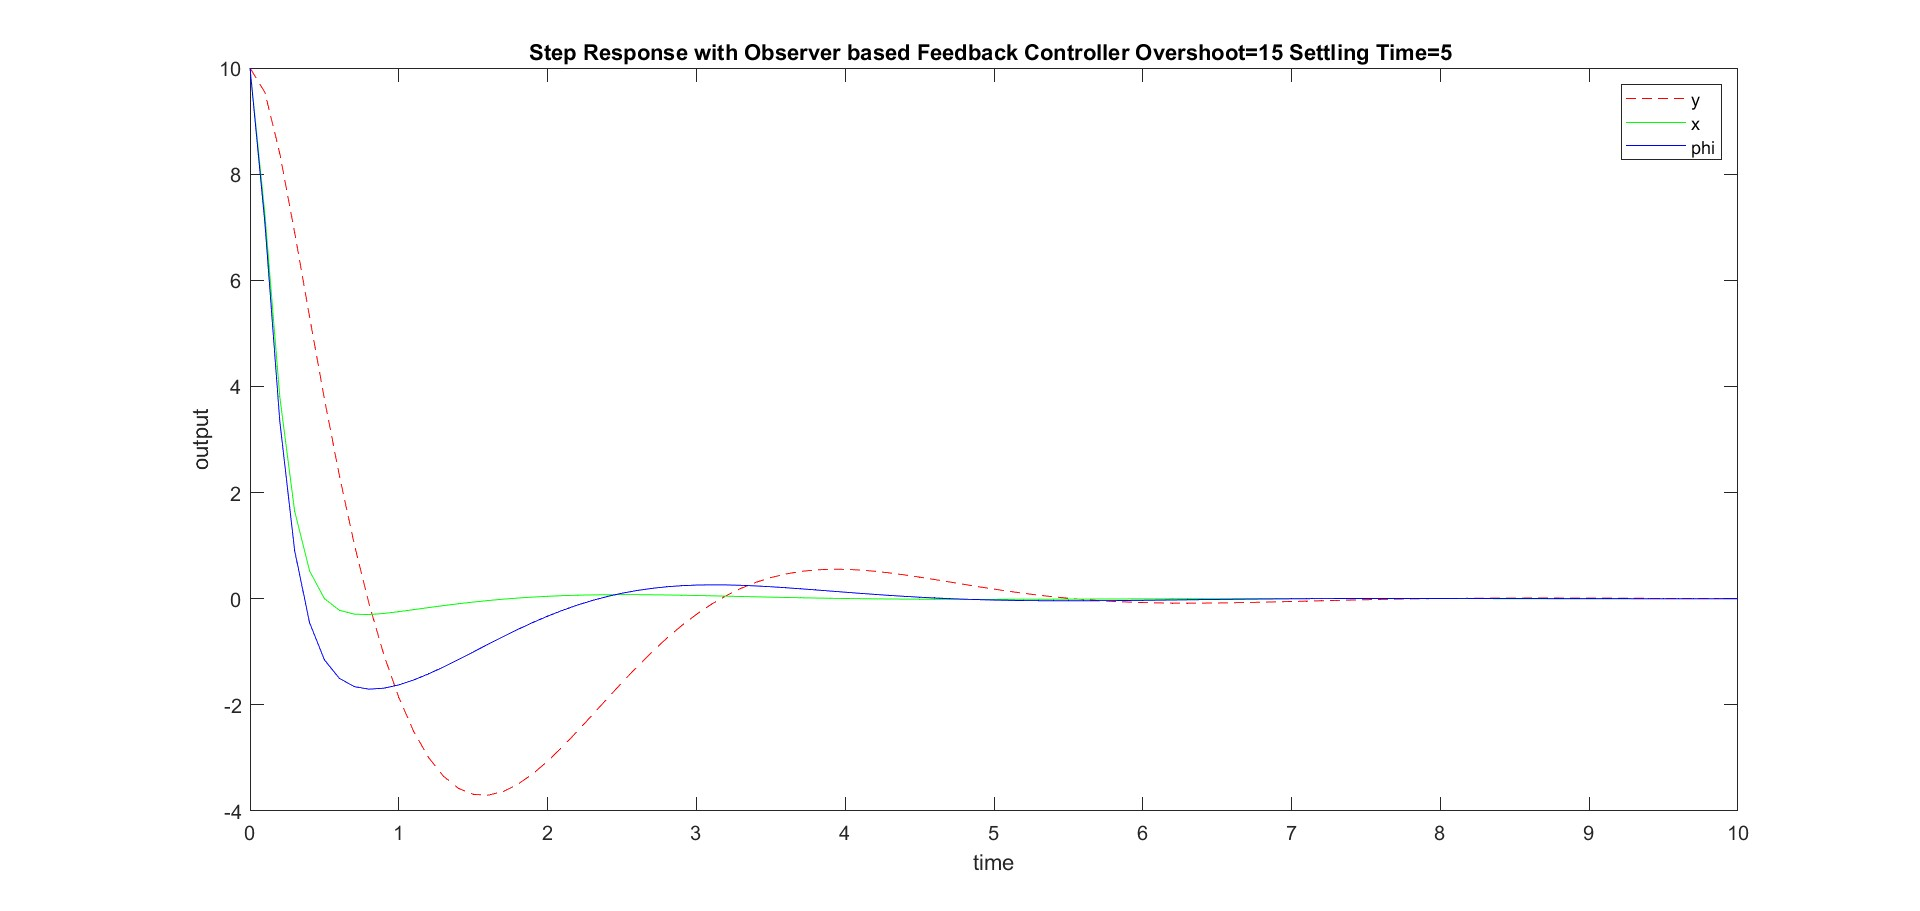 Step Response with Observer based Feedback Controller Overshoot=15 Settling Time=5
10
8
6
4
2
0
-2
-4
output
y
x
phi
0 1 2 3 4 5 6 7 8 9 10
time